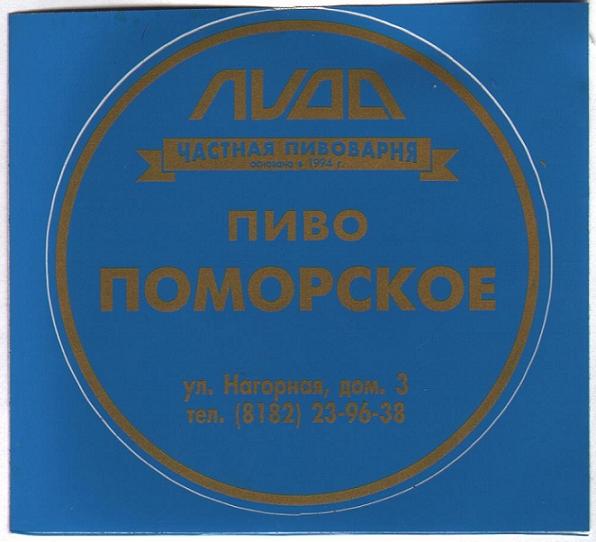 ЛИДА
ЧАСТНАЯ ПИВОВАРНЯ
основана в 1994 г.
ПИВО
ПОМОРСКОЕ
ул. Нагорная, дом. 3
тел. (8182) 23-96-38